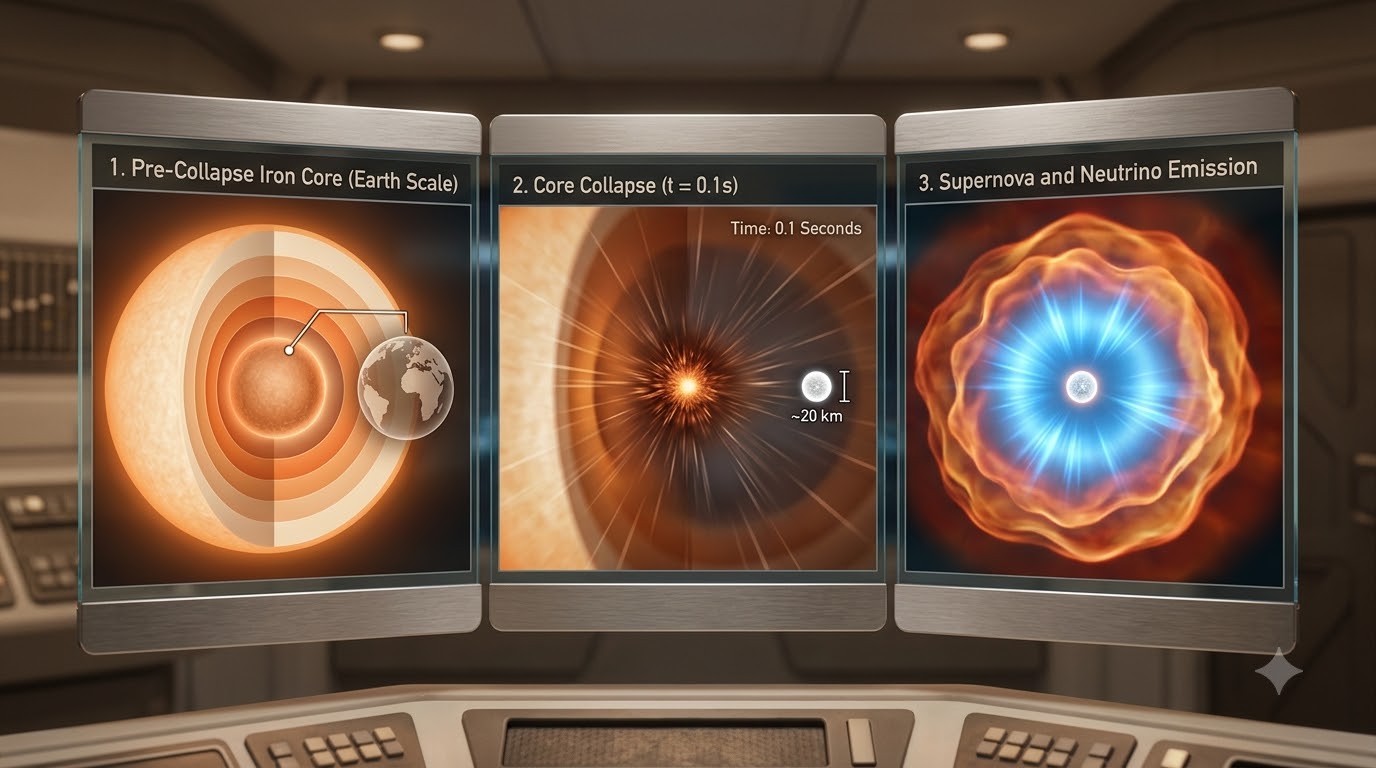 1. Pre-Collapse Iron Core (Earth Scale)
2. Core Collapse (t = 0.1s)
Time: 0.1 Seconds
~20 km
3. Supernova and Neutrino Emission